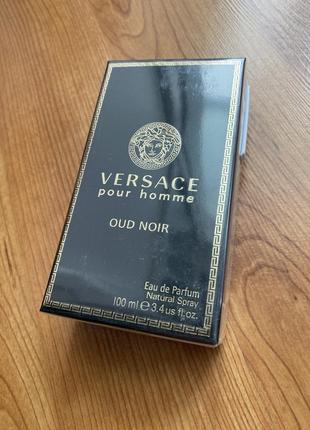 VERSACE
pour homme
OUD NOIR
Eau de Parfum
Natural Spray
100 ml ℮ 3.4 us fl.oz.